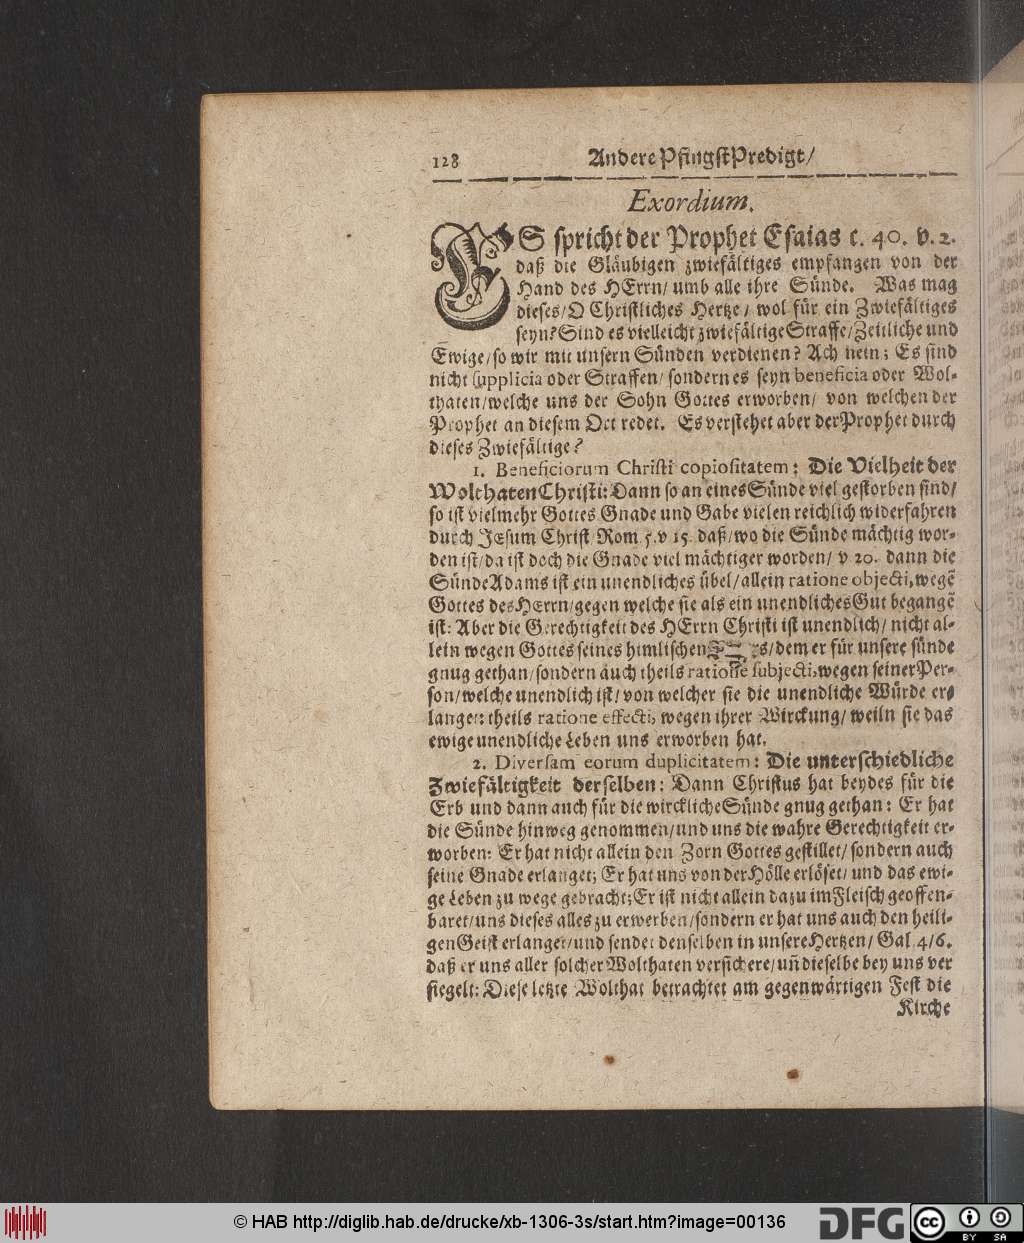 128 Andere PfingstPredigt/
Exordium.
ES spricht der Prophet Esaias c. 40. v. 2.
daß die Gläubigen zwiefältiges empfangen von der
Hand des HErrn/ umb alle ihre Sünde. Was mag
dieses/ O Christliches Hertze/ wol für ein Zwiefältiges
seyn? Sind es vielleicht zwiefältige Straffe/ Zeitliche und
Ewige/ so wir mit unsern Sünden verdienen? Ach nein; Es sind
nicht supplicia oder Straffen/ sondern es seyn beneficia oder Wol-
thaten/ welche uns der Sohn Gottes erworben/ von welchen der
Prophet an diesem Ort redet. Es verstehet aber der Prophet durch
dieses Zwiefältige?
1. Beneficiorum Christi copiositatem: Die Vielheit der
Wolthaten Christi: Dann so an eines Sünde viel gestorben sind/
so ist vielmehr Gottes Gnade und Gabe vielen reichlich widerfahren
durch JEsum Christ/ Rom 5. v 15. daß/ wo die Sünde mächtig wor-
den ist/ da ist doch die Gnade viel mächtiger worden/ v 20. dann die
Sünde Adams ist ein unendliches übel/ allein ratione objecti, wegẽ
Gottes des HErrn/ gegen welche sie als ein unendliches Gut begangẽ
ist: Aber die Gerechtigkeit des HErrn Christi ist unendlich/ nicht al-
lein wegen Gottes seines himlischen / dem er für unsere sünde
gnug gethan/ sondern auch theils ratione subjecti, wegen seiner Per-
son/ welche unendlich ist/ von welcher sie die unendliche Würde er-
langet: theils ratione effecti, wegen ihrer Wirckung/ weiln sie das
ewige unendliche Leben uns erworben hat.
2. Diversam eorum duplicitatem: Die unterschiedliche
Zwiefältigkeit derselben: Dann Christus hat beydes für die
Erb und dann auch für die wirckliche Sünde gnug gethan: Er hat
die Sünde hinweg genommen/ und uns die wahre Gerechtigkeit er-
worben: Er hat nicht allein den Zorn Gottes gestillet/ sondern auch
seine Gnade erlanget; Er hat uns von der Hölle erlöset/ und das ewi-
ge Leben zu wege gebracht; Er ist nicht allein dazu im Fleisch geoffen-
baret/ uns dieses alles zu erwerben/ sondern er hat uns auch den heili-
gen Geist erlanget/ und sendet denselben in unsere Hertzen/ Gal. 4/6.
daß er uns aller solcher Wolthaten versichere/ uñ dieselbe bey uns ver
siegelt: Diese letzte Wolthat betrachtet am gegenwärtigen Fest die
Kirche
© HAB http://diglib.hab.de/drucke/xb-1306-3s/start.htm?image=00136 DFG cc BY SA